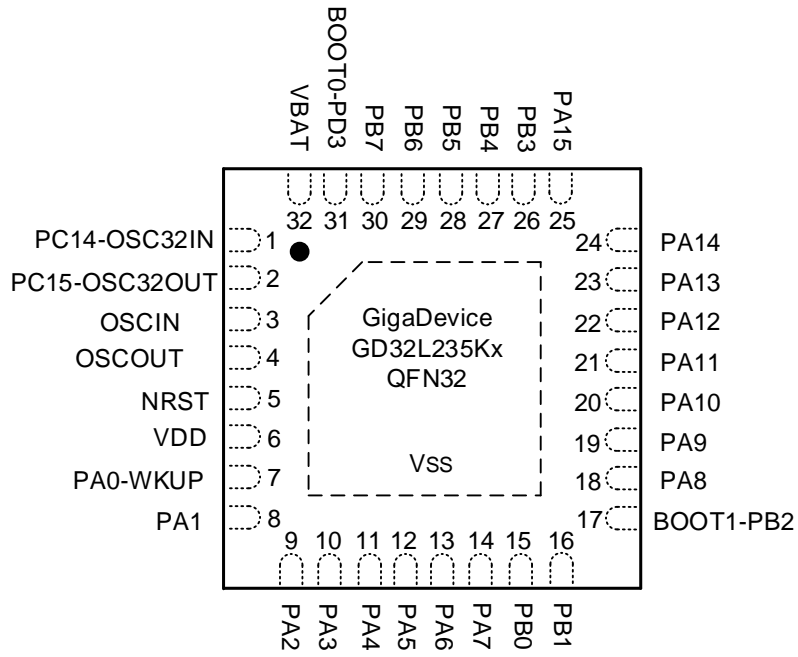 VBAT
BOOT0-PD3
PB7
PB6
PB5
PB4
PB3
PA15
32 31 30 29 28 27 26 25
PC14-OSC32IN 1
PC15-OSC32OUT 2
OSCIN 3
OSCOUT 4
NRST 5
VDD 6
PA0-WKUP 7
PA1 8
24 PA14
23 PA13
22 PA12
21 PA11
20 PA10
19 PA9
18 PA8
17 BOOT1-PB2
GigaDevice
GD32L235Kx
QFN32
Vss
9 10 11 12 13 14 15 16
PA2
PA3
PA4
PA5
PA6
PA7
PB0
PB1